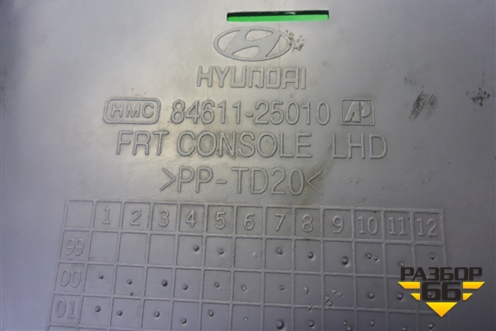 HYUNDAI
HMC 84611-25010 AP
FRT CONSOLE LHD
>PP-TD20<
1 2 3 4 5 6 7 8 9 10 11 12
99
00
01
РАЗБОР
66